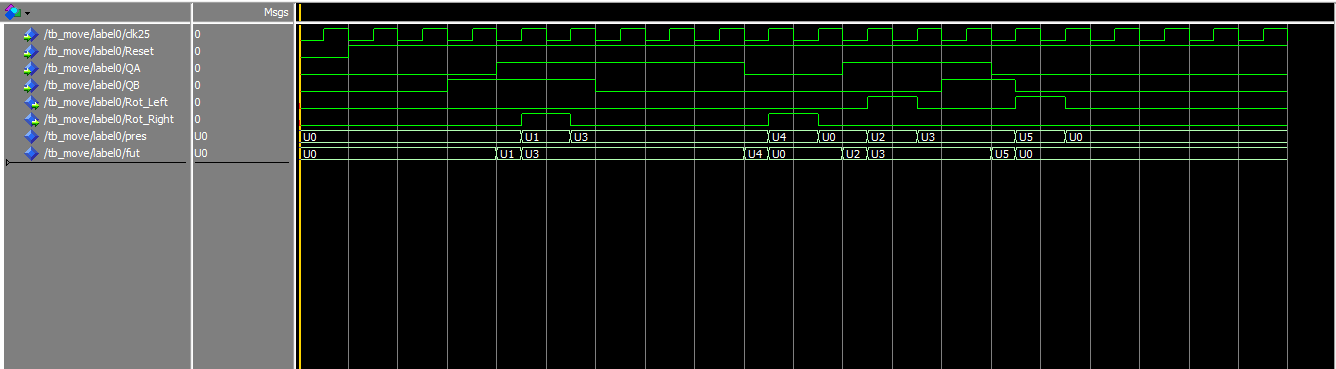 Msgs
/tb_move/label0/clk25 0
/tb_move/label0/Reset 0
/tb_move/label0/QA 0
/tb_move/label0/QB 0
/tb_move/label0/Rot_Left 0
/tb_move/label0/Rot_Right 0
/tb_move/label0/pres U0 U0 U1 U3 U4 U0 U2 U3 U5 U0
/tb_move/label0/fut U0 U0 U1 U3 U4 U0 U2 U3 U5 U0